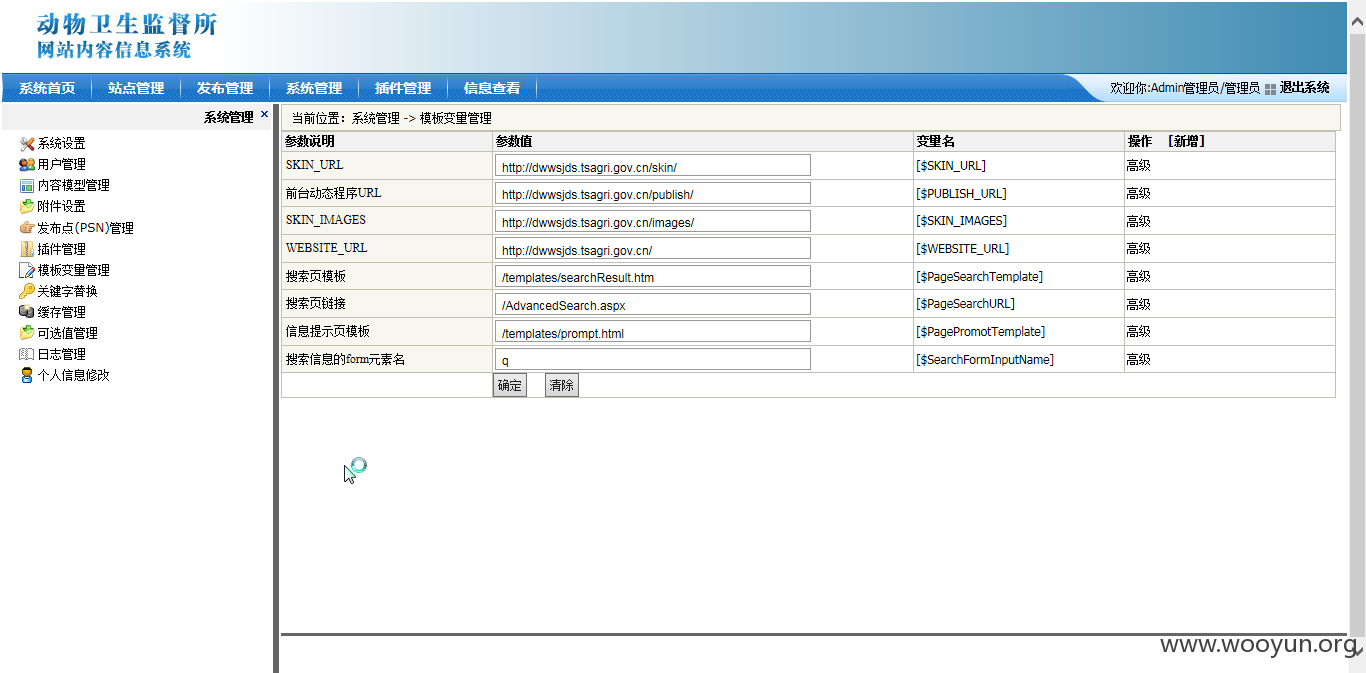 动物卫生监督所
网站内容信息系统
系统首页 站点管理 发布管理 系统管理 插件管理 信息查看 欢迎你:Admin管理员/管理员 退出系统
系统管理 ×
系统设置
用户管理
内容模型管理
附件设置
发布点(PSN)管理
插件管理
模板变量管理
关键字替换
缓存管理
可选值管理
日志管理
个人信息修改
当前位置：系统管理 -> 模板变量管理
参数说明 参数值 变量名 操作 [新增]
SKIN_URL http://dwwsjds.tsagri.gov.cn/skin/ [$SKIN_URL] 高级
前台动态程序URL http://dwwsjds.tsagri.gov.cn/publish/ [$PUBLISH_URL] 高级
SKIN_IMAGES http://dwwsjds.tsagri.gov.cn/images/ [$SKIN_IMAGES] 高级
WEBSITE_URL http://dwwsjds.tsagri.gov.cn/ [$WEBSITE_URL] 高级
搜索页模板 /templates/searchResult.htm [$PageSearchTemplate] 高级
搜索页链接 /AdvancedSearch.aspx [$PageSearchURL] 高级
信息提示页模板 /templates/prompt.html [$PagePromotTemplate] 高级
搜索信息的form元素名 q [$SearchFormInputName] 高级
确定 清除
www.wooyun.org